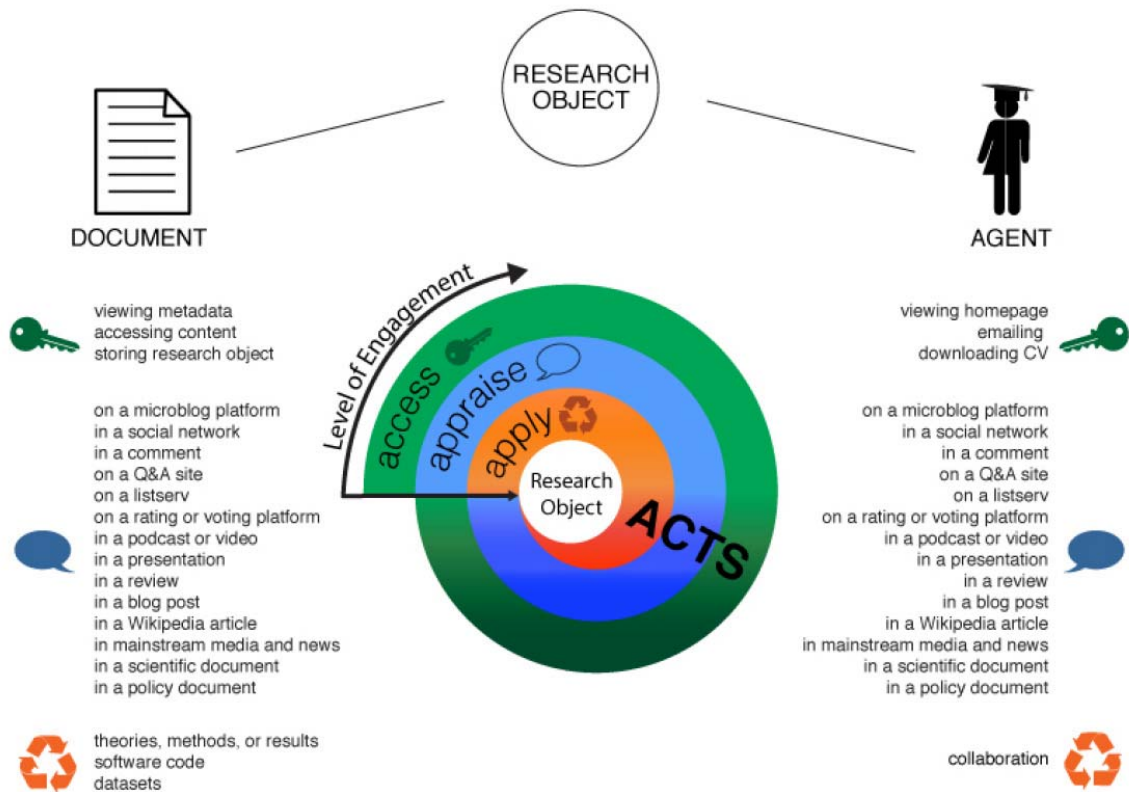 RESEARCH
OBJECT
DOCUMENT
AGENT
viewing metadata
accessing content
storing research object
on a microblog platform
in a social network
in a comment
on a Q&A site
on a listserv
on a rating or voting platform
in a podcast or video
in a presentation
in a review
in a blog post
in a Wikipedia article
in mainstream media and news
in a scientific document
in a policy document
theories, methods, or results
software code
datasets
Level of Engagement
access
appraise
apply
Research
Object
ACTS
viewing homepage
emailing
downloading CV
on a microblog platform
in a social network
in a comment
on a Q&A site
on a listserv
on a rating or voting platform
in a podcast or video
in a presentation
in a review
in a blog post
in a Wikipedia article
in mainstream media and news
in a scientific document
in a policy document
collaboration